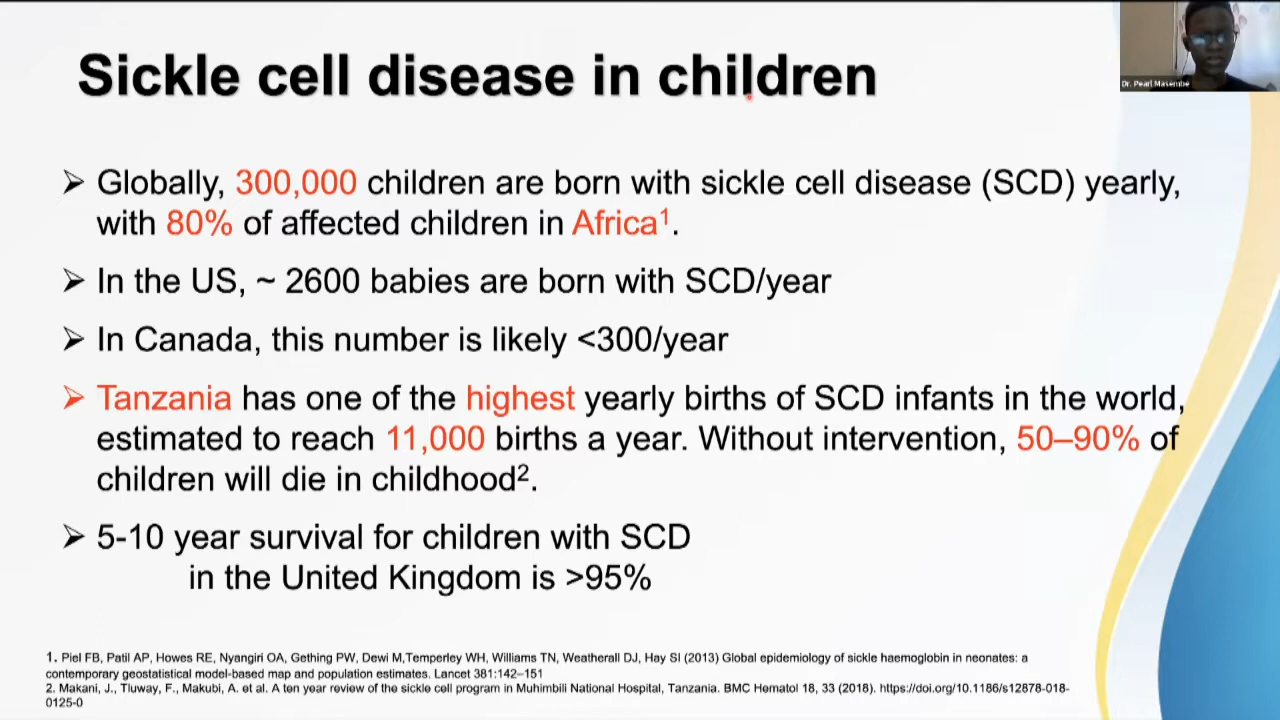 Sickle cell disease in children
Dr. Pearl Masembe
➢ Globally, 300,000 children are born with sickle cell disease (SCD) yearly,
with 80% of affected children in Africa¹.
➢ In the US, ~ 2600 babies are born with SCD/year
➢ In Canada, this number is likely <300/year
➢ Tanzania has one of the highest yearly births of SCD infants in the world,
estimated to reach 11,000 births a year. Without intervention, 50–90% of
children will die in childhood².
➢ 5-10 year survival for children with SCD
in the United Kingdom is >95%
1. Piel FB, Patil AP, Howes RE, Nyangiri OA, Gething PW, Dewi M,Temperley WH, Williams TN, Weatherall DJ, Hay SI (2013) Global epidemiology of sickle haemoglobin in neonates: a
contemporary geostatistical model-based map and population estimates. Lancet 381:142–151
2. Makani, J., Tluway, F., Makubi, A. et al. A ten year review of the sickle cell program in Muhimbili National Hospital, Tanzania. BMC Hematol 18, 33 (2018). https://doi.org/10.1186/s12878-018-
0125-0